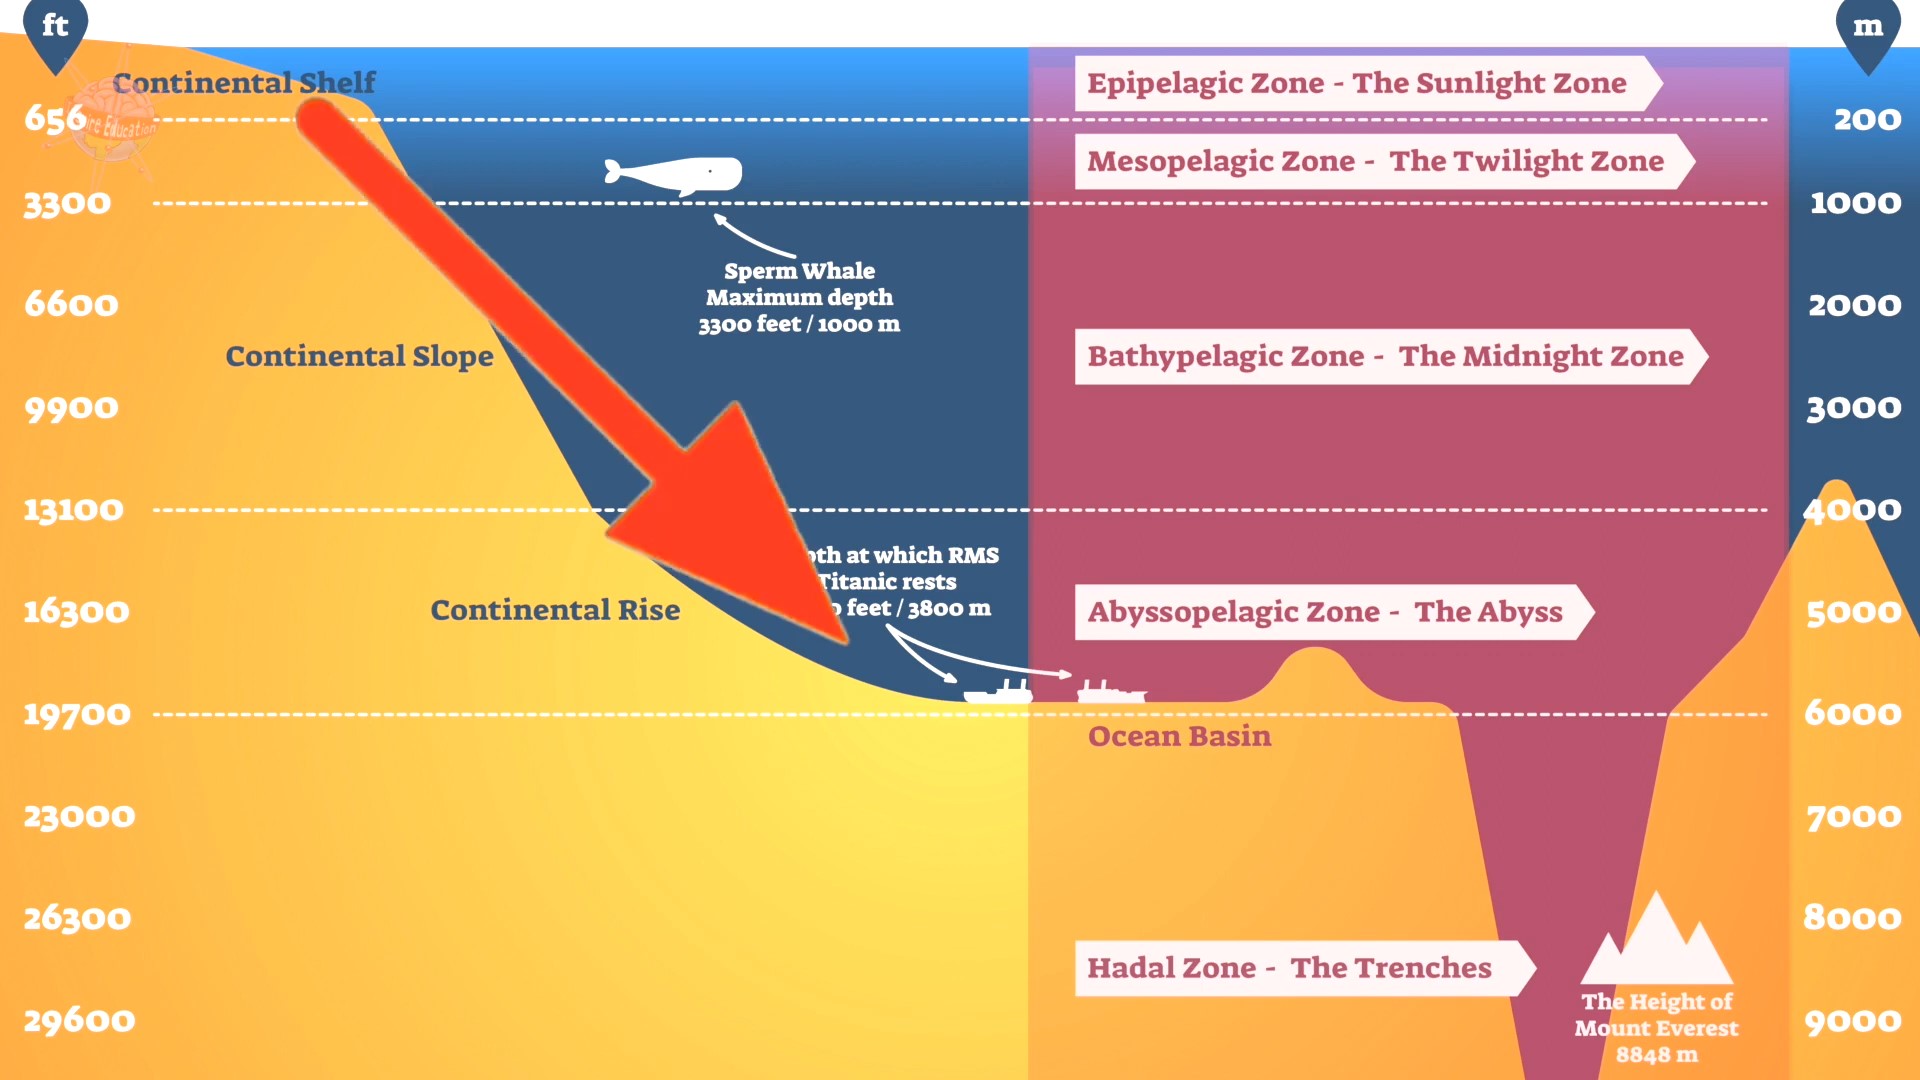 ft
m
Continental Shelf
Epipelagic Zone - The Sunlight Zone
656
Education
200
Mesopelagic Zone - The Twilight Zone
3300
1000
Sperm Whale
Maximum depth
3300 feet / 1000 m
6600
2000
Continental Slope
Bathypelagic Zone - The Midnight Zone
9900
3000
13100
4000
at which RMS
Titanic rests
feet / 3800 m
16300
Continental Rise
Abyssopelagic Zone - The Abyss
5000
19700
6000
Ocean Basin
23000
7000
26300
8000
Hadal Zone - The Trenches
The Height of
Mount Everest
8848 m
29600
9000